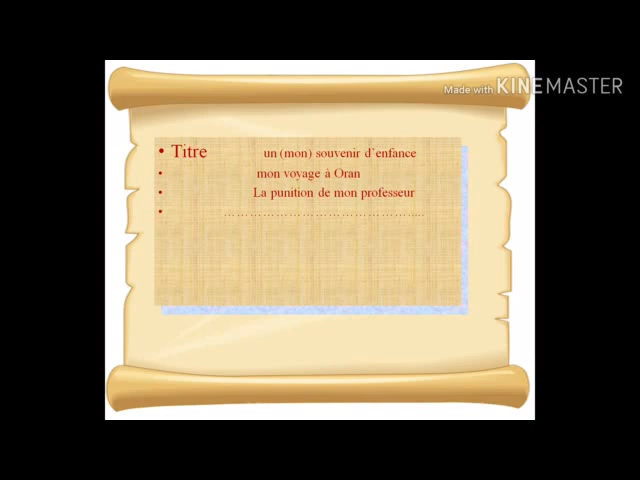 Made with KINEMASTER
• Titre un (mon) souvenir d'enfance
• mon voyage à Oran
• La punition de mon professeur
• ………………………………………....